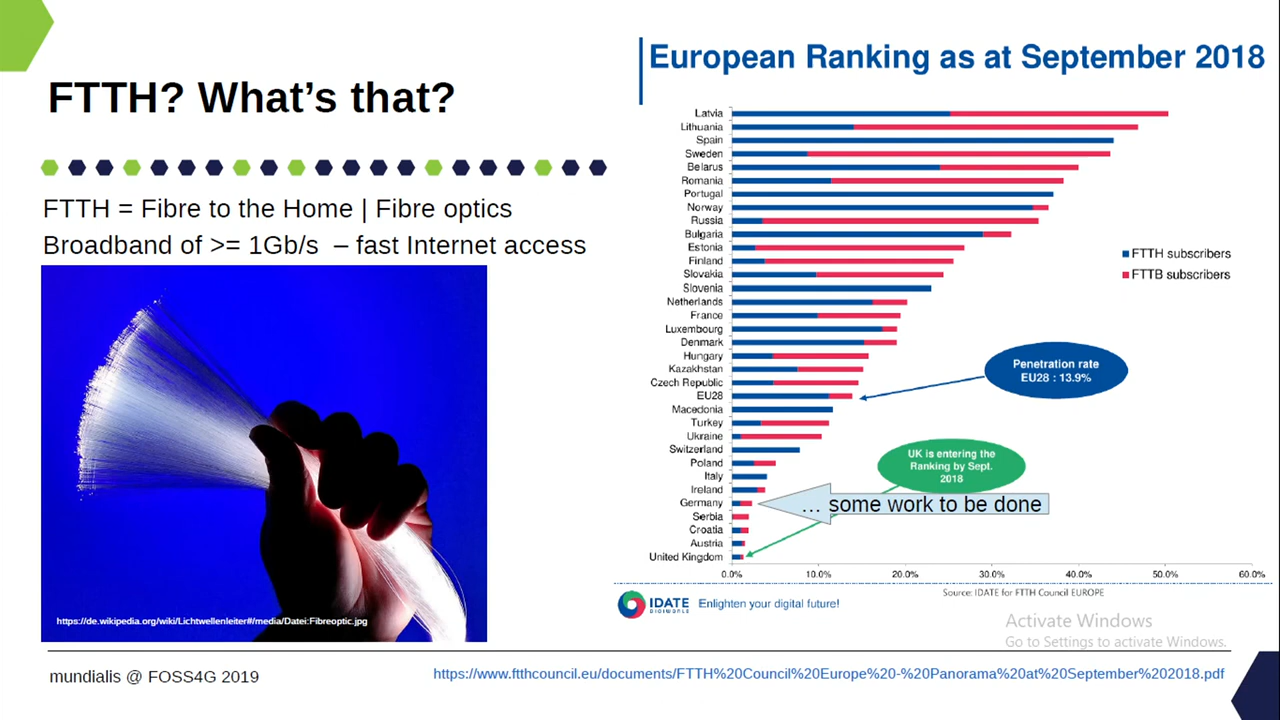 FTTH? What's that?
FTTH = Fibre to the Home | Fibre optics
Broadband of >= 1Gb/s – fast Internet access
https://de.wikipedia.org/wiki/Lichtwellenleiter#/media/Datei:Fibreoptic.jpg
European Ranking as at September 2018
Latvia
Lithuania
Spain
Sweden
Belarus
Romania
Portugal
Norway
Russia
Bulgaria
Estonia
Finland
Slovakia
Slovenia
Netherlands
France
Luxembourg
Denmark
Hungary
Kazakhstan
Czech Republic
EU28
Macedonia
Turkey
Ukraine
Switzerland
Poland
Italy
Ireland
Germany
Serbia
Croatia
Austria
United Kingdom
0.0% 10.0% 20.0% 30.0% 40.0% 50.0% 60.0%
FTTH subscribers
FTTB subscribers
Penetration rate
EU28 : 13.9%
UK is entering the
Ranking by Sept.
2018
... some work to be done
Source: IDATE for FTTH Council EUROPE
IDATE
DIGIWORLD
Enlighten your digital future!
Activate Windows
Go to Settings to activate Windows.
mundialis @ FOSS4G 2019
https://www.ftthcouncil.eu/documents/FTTH%20Council%20Europe%20-%20Panorama%20at%20September%202018.pdf